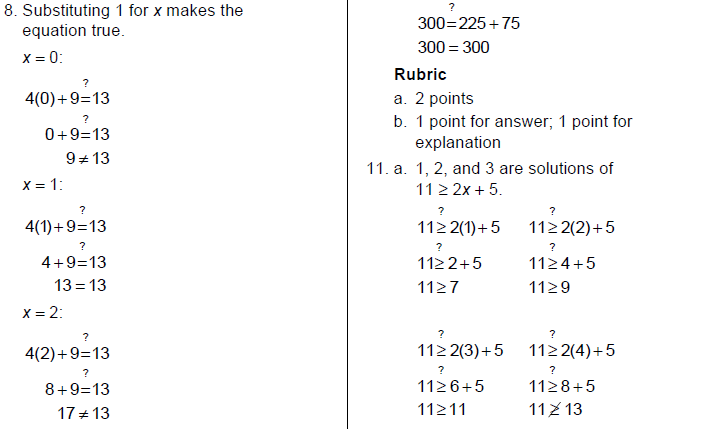 8. Substituting 1 for x makes the
equation true.
x = 0:
?
4(0)+9=13
?
0+9=13
9≠13
x = 1:
?
4(1)+9=13
?
4+9=13
13=13
x = 2:
?
4(2)+9=13
?
8+9=13
17≠13
?
300=225+75
300=300
Rubric
a. 2 points
b. 1 point for answer; 1 point for
explanation
11. a. 1, 2, and 3 are solutions of
11 ≥ 2x + 5.
? ?
11≥2(1)+5 11≥2(2)+5
? ?
11≥2+5 11≥4+5
11≥7 11≥9
? ?
11≥2(3)+5 11≥2(4)+5
? ?
11≥6+5 11≥8+5
11≥11 11≱13